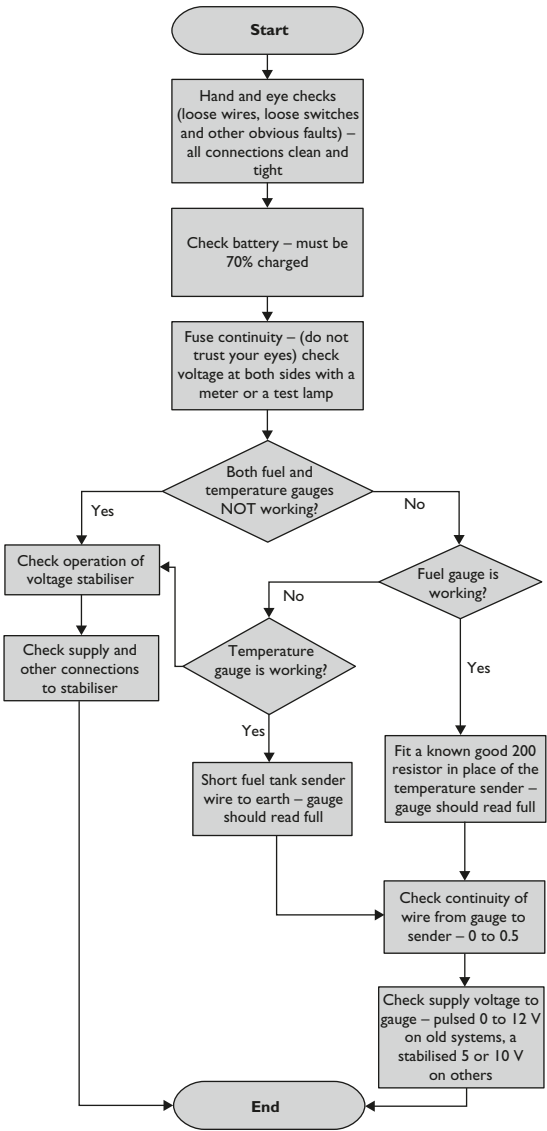 Start
Hand and eye checks
(loose wires, loose switches
and other obvious faults) –
all connections clean and
tight
Check battery – must be
70% charged
Fuse continuity – (do not
trust your eyes) check
voltage at both sides with a
meter or a test lamp
Both fuel and
temperature gauges
NOT working?
Yes
No
Check operation of
voltage stabiliser
Fuel gauge is
working?
No
Check supply and
other connections
to stabiliser
Temperature
gauge is working?
Yes
Yes
Short fuel tank sender
wire to earth – gauge
should read full
Fit a known good 200
resistor in place of the
temperature sender –
gauge should read full
Check continuity of
wire from gauge to
sender – 0 to 0.5
Check supply voltage to
gauge – pulsed 0 to 12 V
on old systems, a
stabilised 5 or 10 V
on others
End